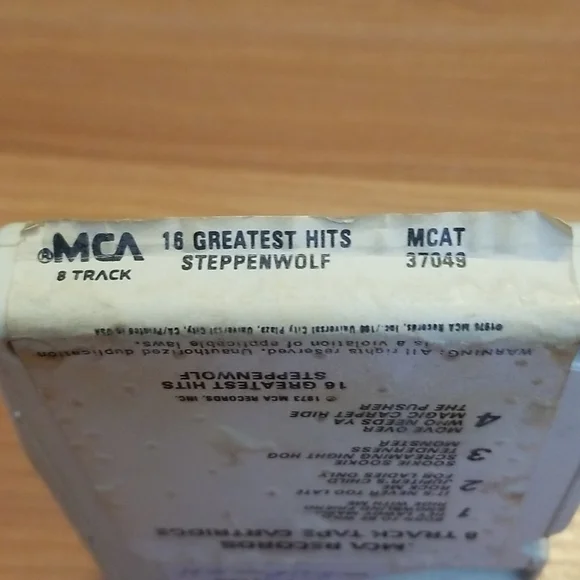 ®MCA 16 GREATEST HITS MCAT
8 TRACK STEPPENWOLF 37049
©1976 MCA Records, Inc./100 Universal City Plaza, Universal City, CA/Printed in USA
WARNING: All rights reserved. Unauthorized duplication
is a violation of applicable laws.
8 TRACK TAPE CARTRIDGE
MCA RECORDS
1
RIDE WITH ME
IT'S NEVER TOO LATE
2 ROCK ME
JUPITER'S CHILD
FOR LADIES ONLY
SOOKIE SOOKIE
3 SCREAMING NIGHT HOG
TENDERNESS
MONSTER
MOVE OVER
4 WHO NEEDS YA
MAGIC CARPET RIDE
THE PUSHER
℗ 1973 MCA RECORDS, INC.
16 GREATEST HITS
STEPPENWOLF